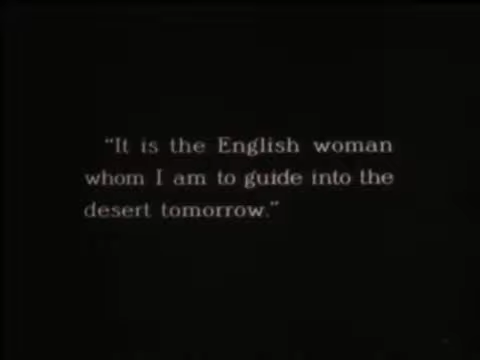 “It is the English woman
whom I am to guide into the
desert tomorrow.”